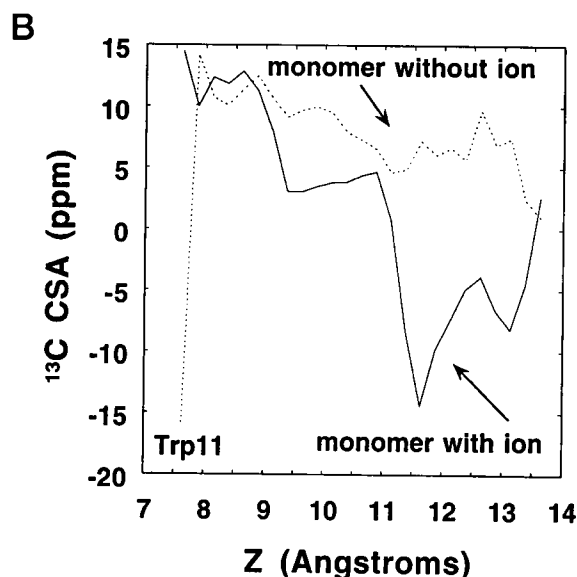 B
15
10
5
0
-5
-10
-15
-20
¹³C CSA (ppm)
monomer without ion
monomer with ion
Trp11
7 8 9 10 11 12 13 14
Z (Angstroms)